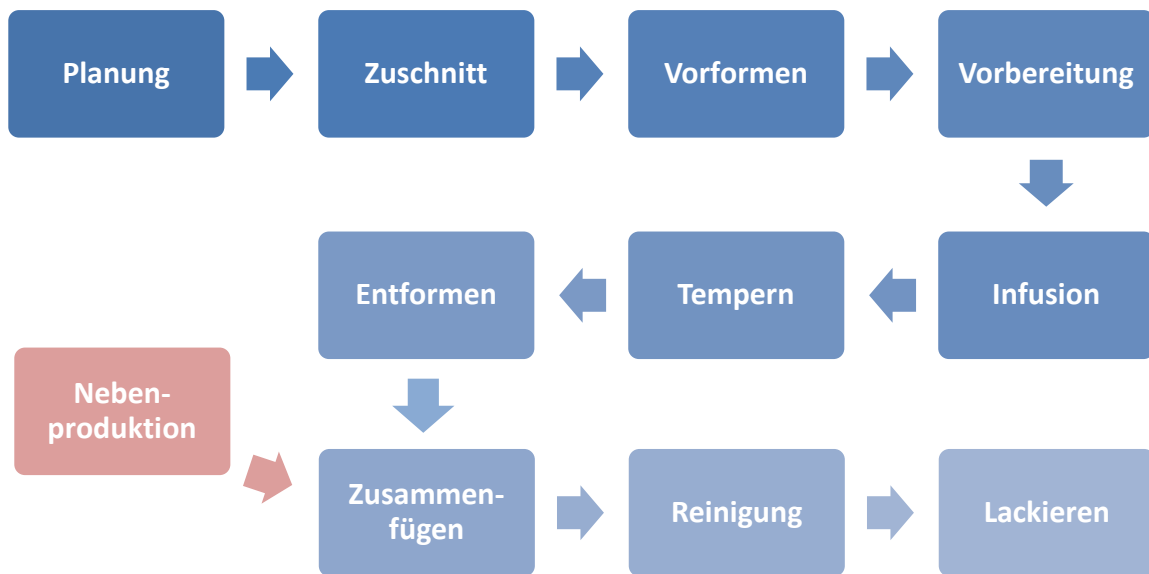 Planung
Zuschnitt
Vorformen
Vorbereitung
Infusion
Tempern
Entformen
Neben-
produktion
Zusammen-
fügen
Reinigung
Lackieren